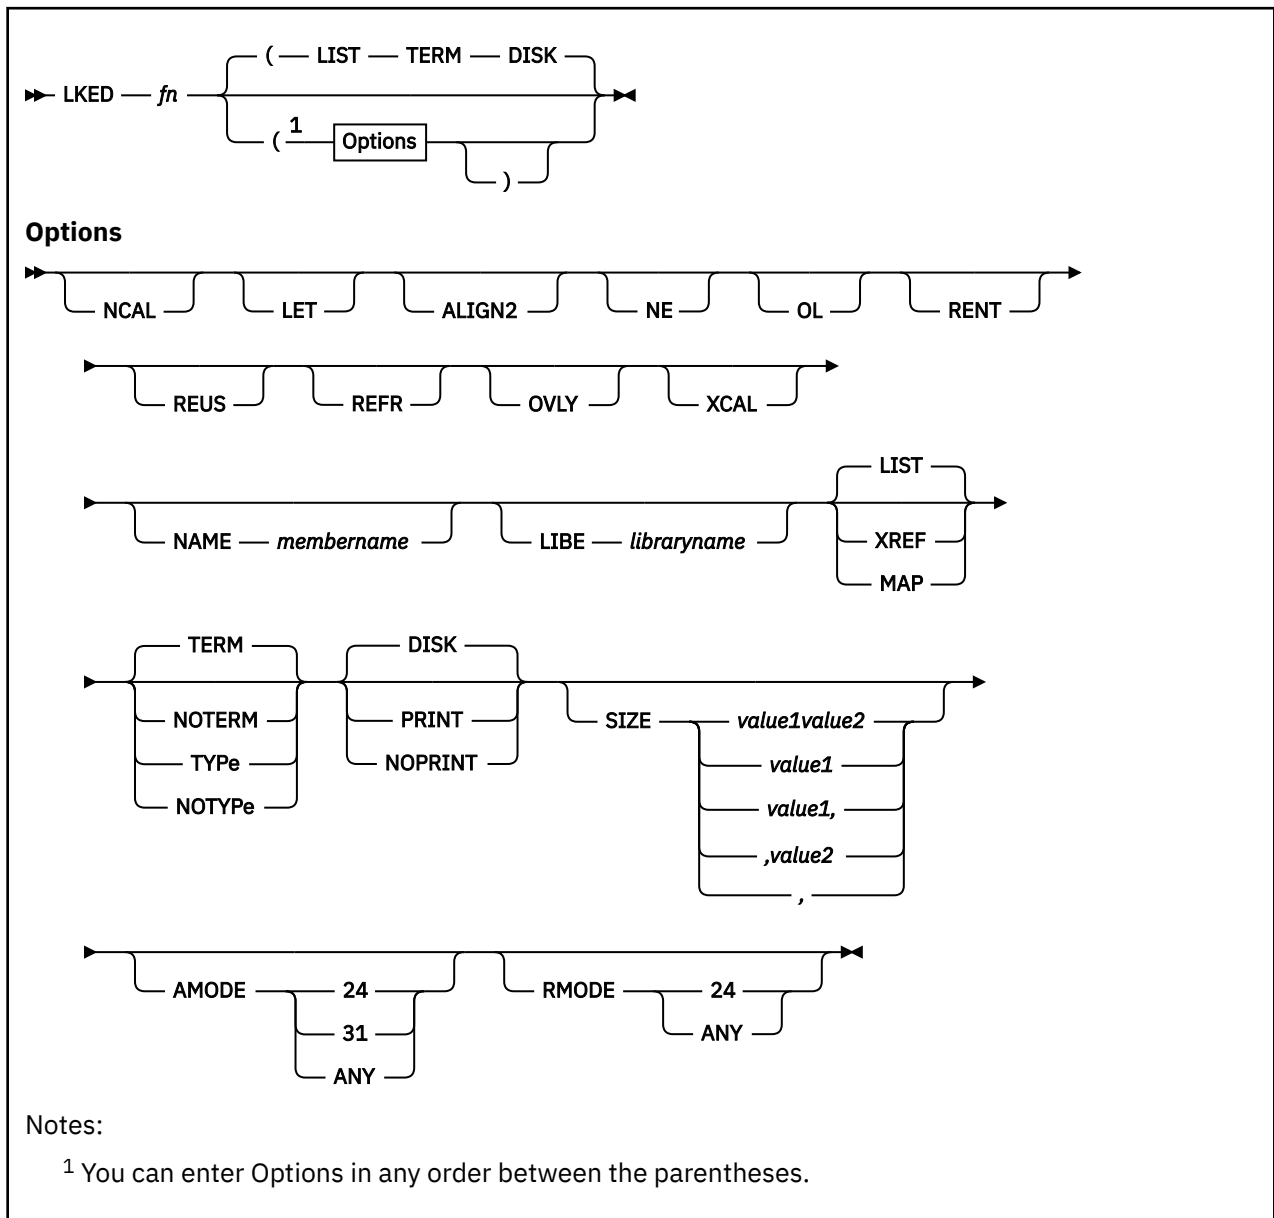 ( LIST TERM DISK
LKED fn
( 1 Options
)
Options
NCAL LET ALIGN2 NE OL RENT
REUS REFR OVLY XCAL
LIST
NAME membername LIBE libraryname XREF
MAP
TERM DISK
NOTERM PRINT SIZE value1value2
TYPe NOPRINT value1
NOTYPe value1,
,value2
,
AMODE 24 RMODE 24
31 ANY
ANY
Notes:
1 You can enter Options in any order between the parentheses.